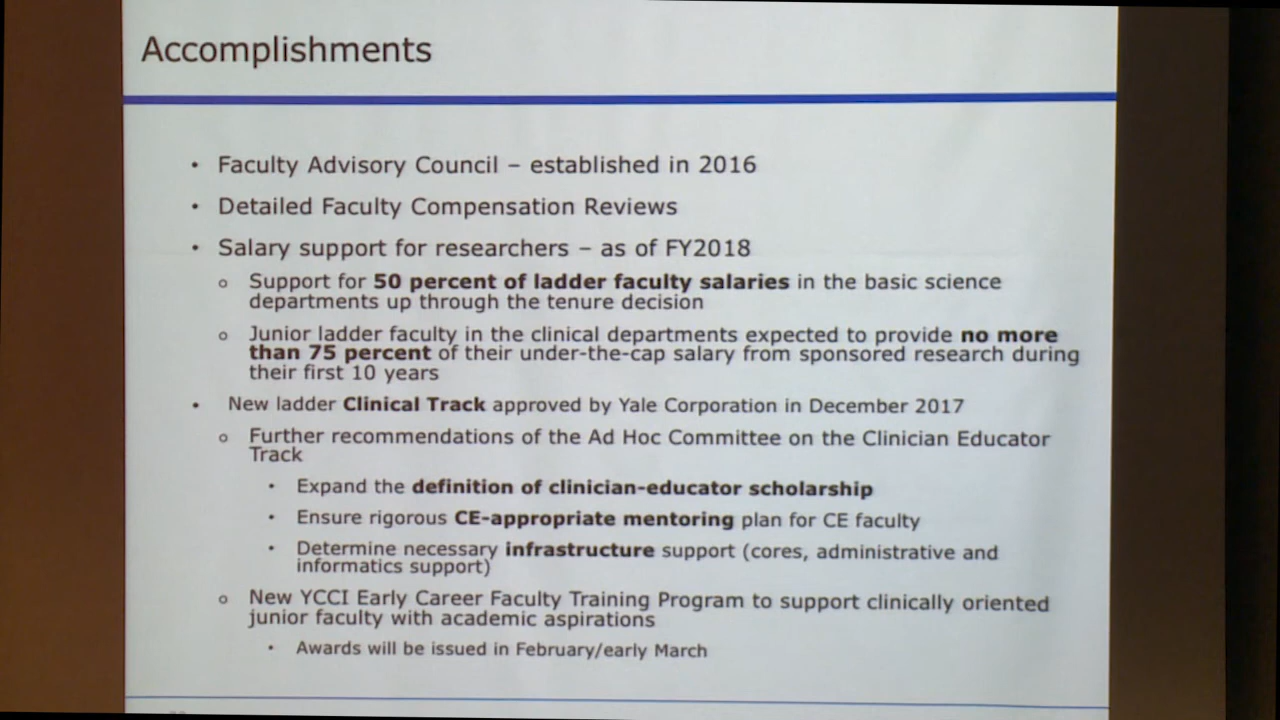 Accomplishments
• Faculty Advisory Council – established in 2016
• Detailed Faculty Compensation Reviews
• Salary support for researchers – as of FY2018
o Support for 50 percent of ladder faculty salaries in the basic science
departments up through the tenure decision
o Junior ladder faculty in the clinical departments expected to provide no more
than 75 percent of their under-the-cap salary from sponsored research during
their first 10 years
• New ladder Clinical Track approved by Yale Corporation in December 2017
o Further recommendations of the Ad Hoc Committee on the Clinician Educator
Track
• Expand the definition of clinician-educator scholarship
• Ensure rigorous CE-appropriate mentoring plan for CE faculty
• Determine necessary infrastructure support (cores, administrative and
informatics support)
o New YCCI Early Career Faculty Training Program to support clinically oriented
junior faculty with academic aspirations
• Awards will be issued in February/early March